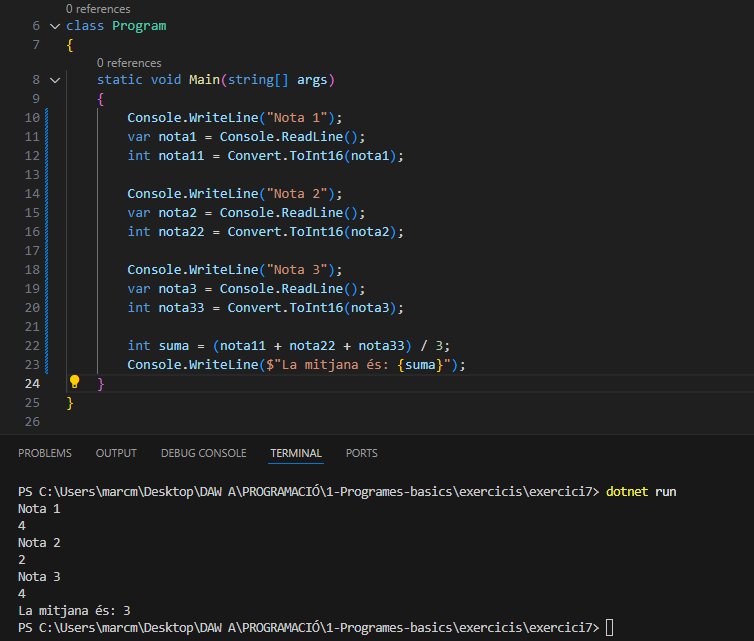 0 references
6 class Program
7 {
0 references
8 static void Main(string[] args)
9 {
10 Console.WriteLine("Nota 1");
11 var nota1 = Console.ReadLine();
12 int nota11 = Convert.ToInt16(nota1);
13
14 Console.WriteLine("Nota 2");
15 var nota2 = Console.ReadLine();
16 int nota22 = Convert.ToInt16(nota2);
17
18 Console.WriteLine("Nota 3");
19 var nota3 = Console.ReadLine();
20 int nota33 = Convert.ToInt16(nota3);
21
22 int suma = (nota11 + nota22 + nota33) / 3;
23 Console.WriteLine($"La mitjana és: {suma}");
24 }
25 }
26
PROBLEMS OUTPUT DEBUG CONSOLE TERMINAL PORTS
PS C:\Users\marcm\Desktop\DAW A\PROGRAMACIÓ\1-Programes-basics\exercicis\exercici7> dotnet run
Nota 1
4
Nota 2
2
Nota 3
4
La mitjana és: 3
PS C:\Users\marcm\Desktop\DAW A\PROGRAMACIÓ\1-Programes-basics\exercicis\exercici7>